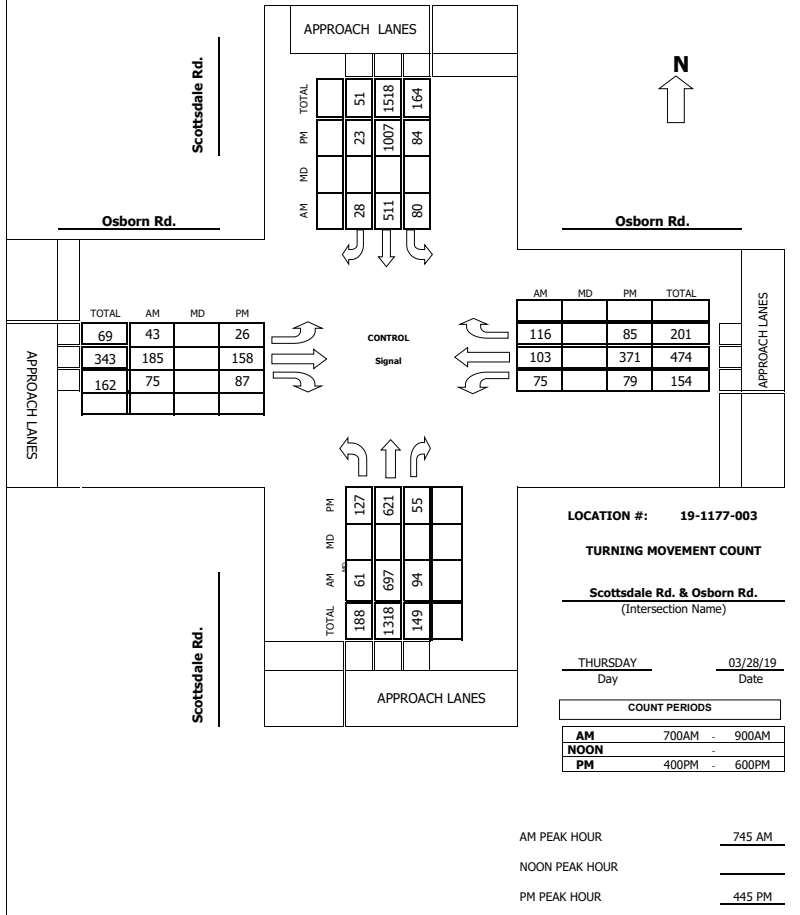 APPROACH LANES
Scottsdale Rd.
N
TOTAL 51 1518 164
PM 23 1007 84
MD
AM 28 511 80
Osborn Rd.
Osborn Rd.
TOTAL AM MD PM
69 43 26
343 185 158
162 75 87
APPROACH LANES
CONTROL
Signal
AM MD PM TOTAL
116 85 201
103 371 474
75 79 154
APPROACH LANES
PM 127 621 55
MD
MD
AM 61 697 94
TOTAL 188 1318 149
APPROACH LANES
Scottsdale Rd.
LOCATION #: 19-1177-003
TURNING MOVEMENT COUNT
Scottsdale Rd. & Osborn Rd.
(Intersection Name)
THURSDAY 03/28/19
Day Date
COUNT PERIODS
AM 700AM - 900AM
NOON -
PM 400PM - 600PM
AM PEAK HOUR 745 AM
NOON PEAK HOUR
PM PEAK HOUR 445 PM